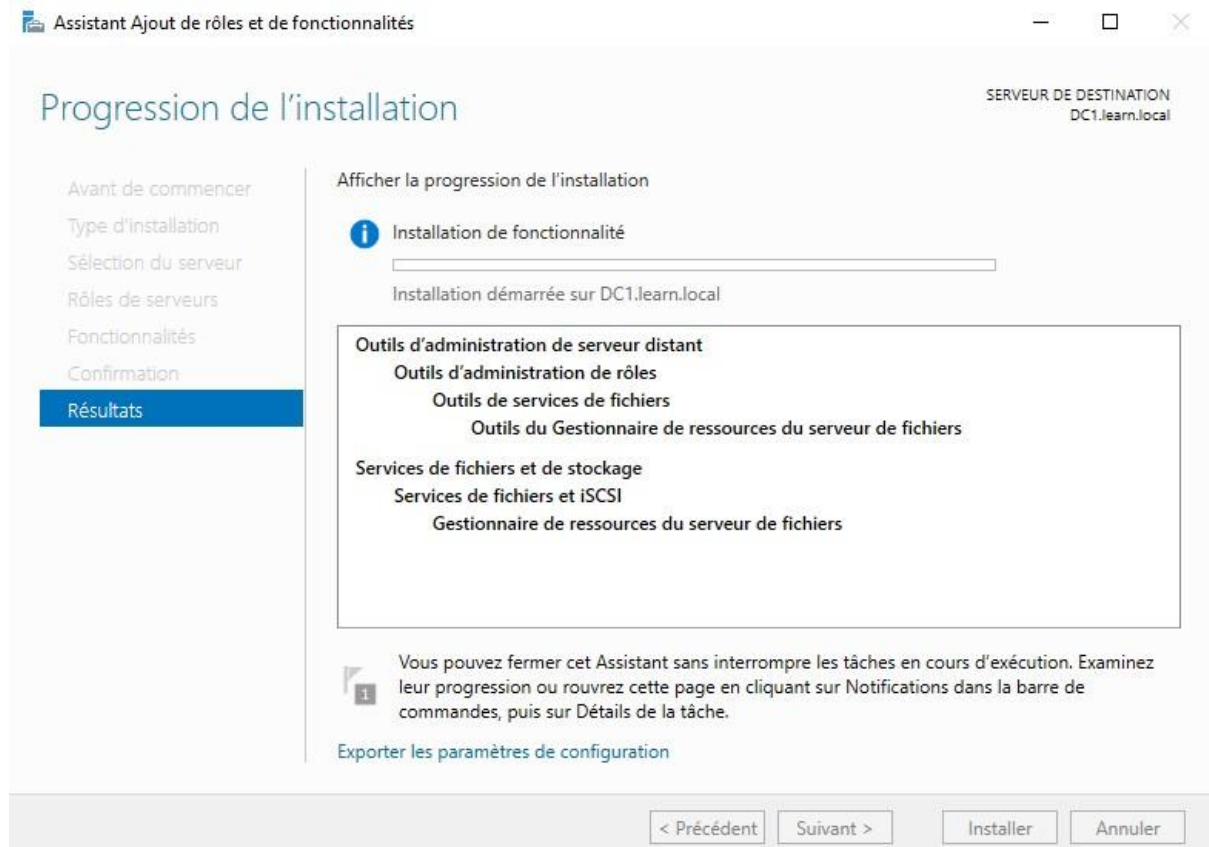 Assistant Ajout de rôles et de fonctionnalités
Progression de l’installation
SERVEUR DE DESTINATION
DC1.learn.local
Avant de commencer
Type d'installation
Sélection du serveur
Rôles de serveurs
Fonctionnalités
Confirmation
Résultats
Afficher la progression de l’installation
Installation de fonctionnalité
Installation démarrée sur DC1.learn.local
Outils d’administration de serveur distant
Outils d’administration de rôles
Outils de services de fichiers
Outils du Gestionnaire de ressources du serveur de fichiers
Services de fichiers et de stockage
Services de fichiers et iSCSI
Gestionnaire de ressources du serveur de fichiers
1
Vous pouvez fermer cet Assistant sans interrompre les tâches en cours d’exécution. Examinez
leur progression ou rouvrez cette page en cliquant sur Notifications dans la barre de
commandes, puis sur Détails de la tâche.
Exporter les paramètres de configuration
< Précédent
Suivant >
Installer
Annuler